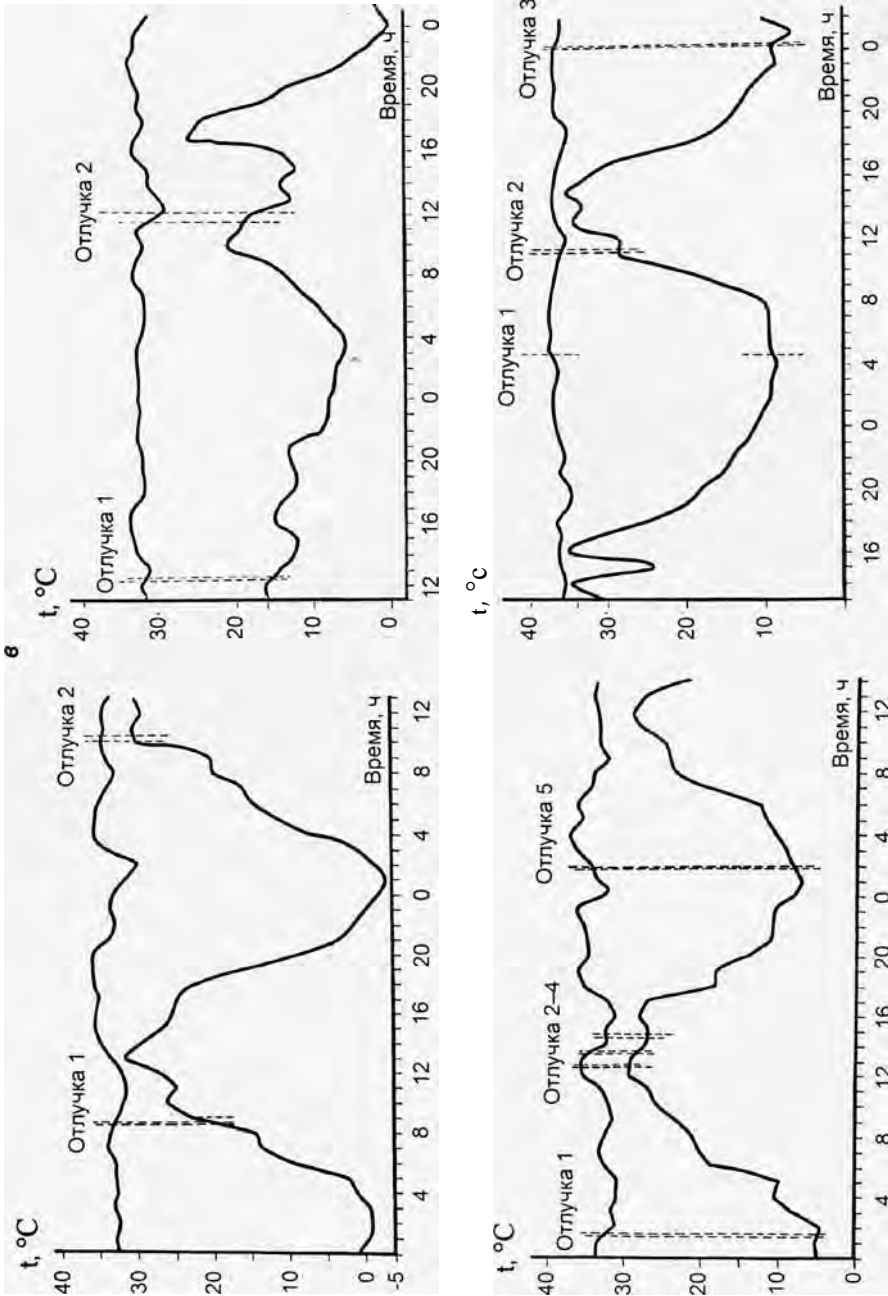 в
t, °C
40
30
20
10
0
-5
Отлучка 1
Отлучка 2
4 8 12 16 20 0 4 8 12
Время, ч
t, °C
40
30
20
10
0
Отлучка 1
Отлучка 2
12 16 20 0 4 8 12 16 20 0
Время, ч
t, °C
40
30
20
10
0
Отлучка 1
Отлучка 2–4
Отлучка 5
4 8 12 16 20 0 4 8 12
Время, ч
t, °c
40
30
20
10
Отлучка 1
Отлучка 2
Отлучка 3
16 20 0 4 8 12 16 20 0
Время, ч